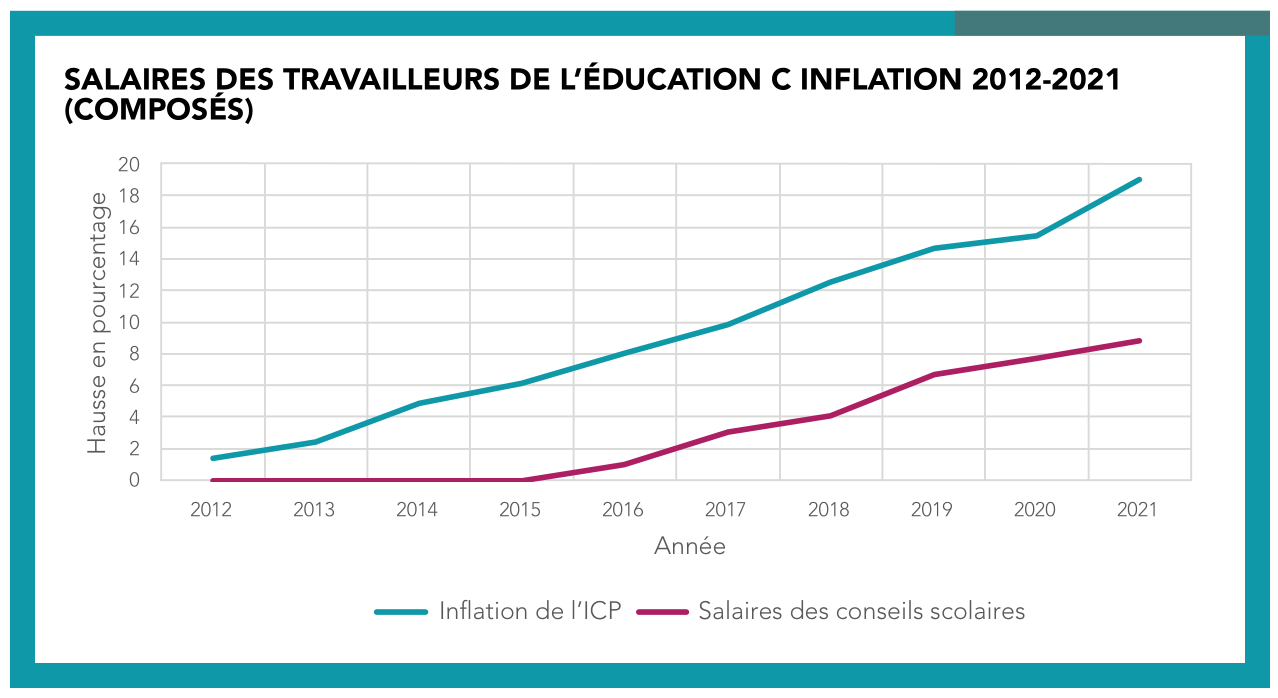 SALAIRES DES TRAVAILLEURS DE L’ÉDUCATION C INFLATION 2012-2021
(COMPOSÉS)
Hausse en pourcentage
20
18
16
14
12
10
8
6
4
2
0
2012 2013 2014 2015 2016 2017 2018 2019 2020 2021
Année
Inflation de l’ICP Salaires des conseils scolaires